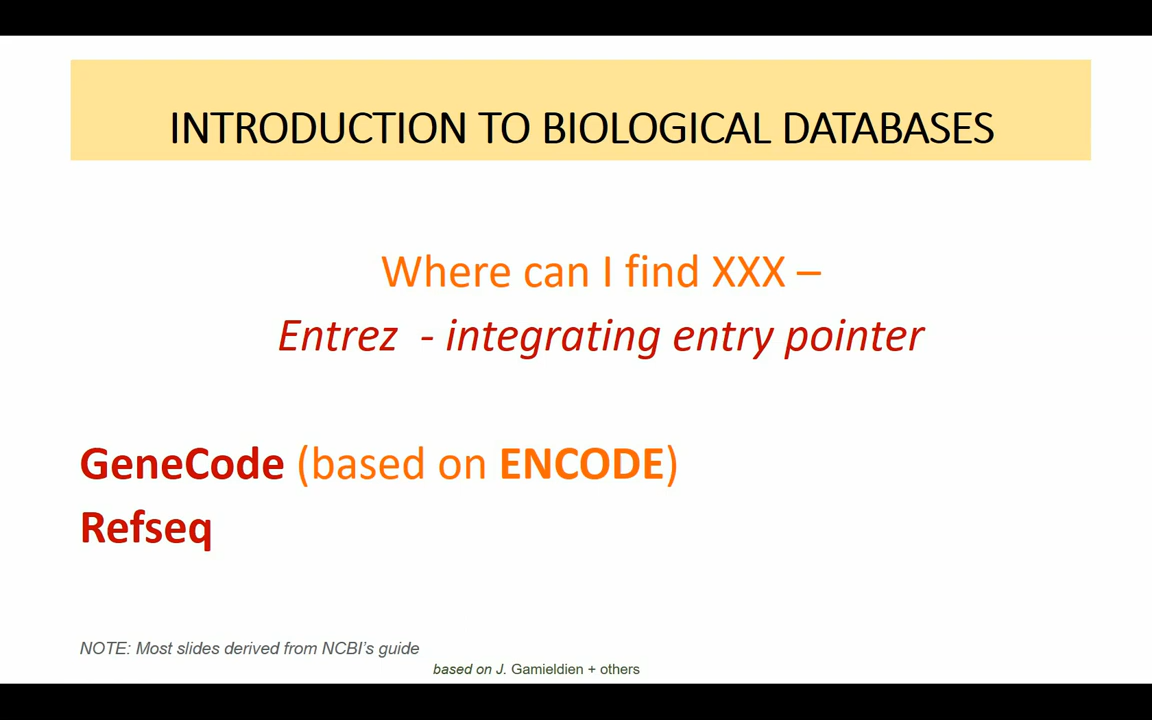 INTRODUCTION TO BIOLOGICAL DATABASES
Where can I find XXX –
Entrez - integrating entry pointer
GeneCode (based on ENCODE)
Refseq
NOTE: Most slides derived from NCBI's guide
based on J. Gamieldien + others